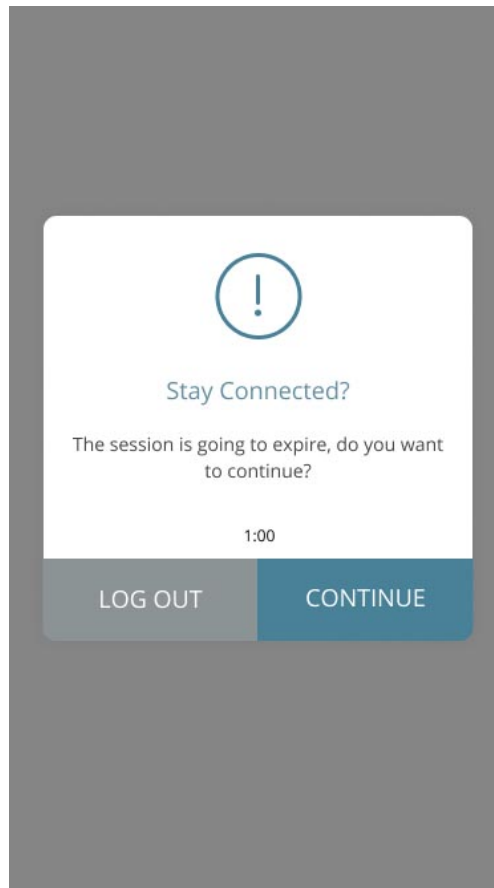 Stay Connected?
The session is going to expire, do you want
to continue?
1:00
LOG OUT
CONTINUE